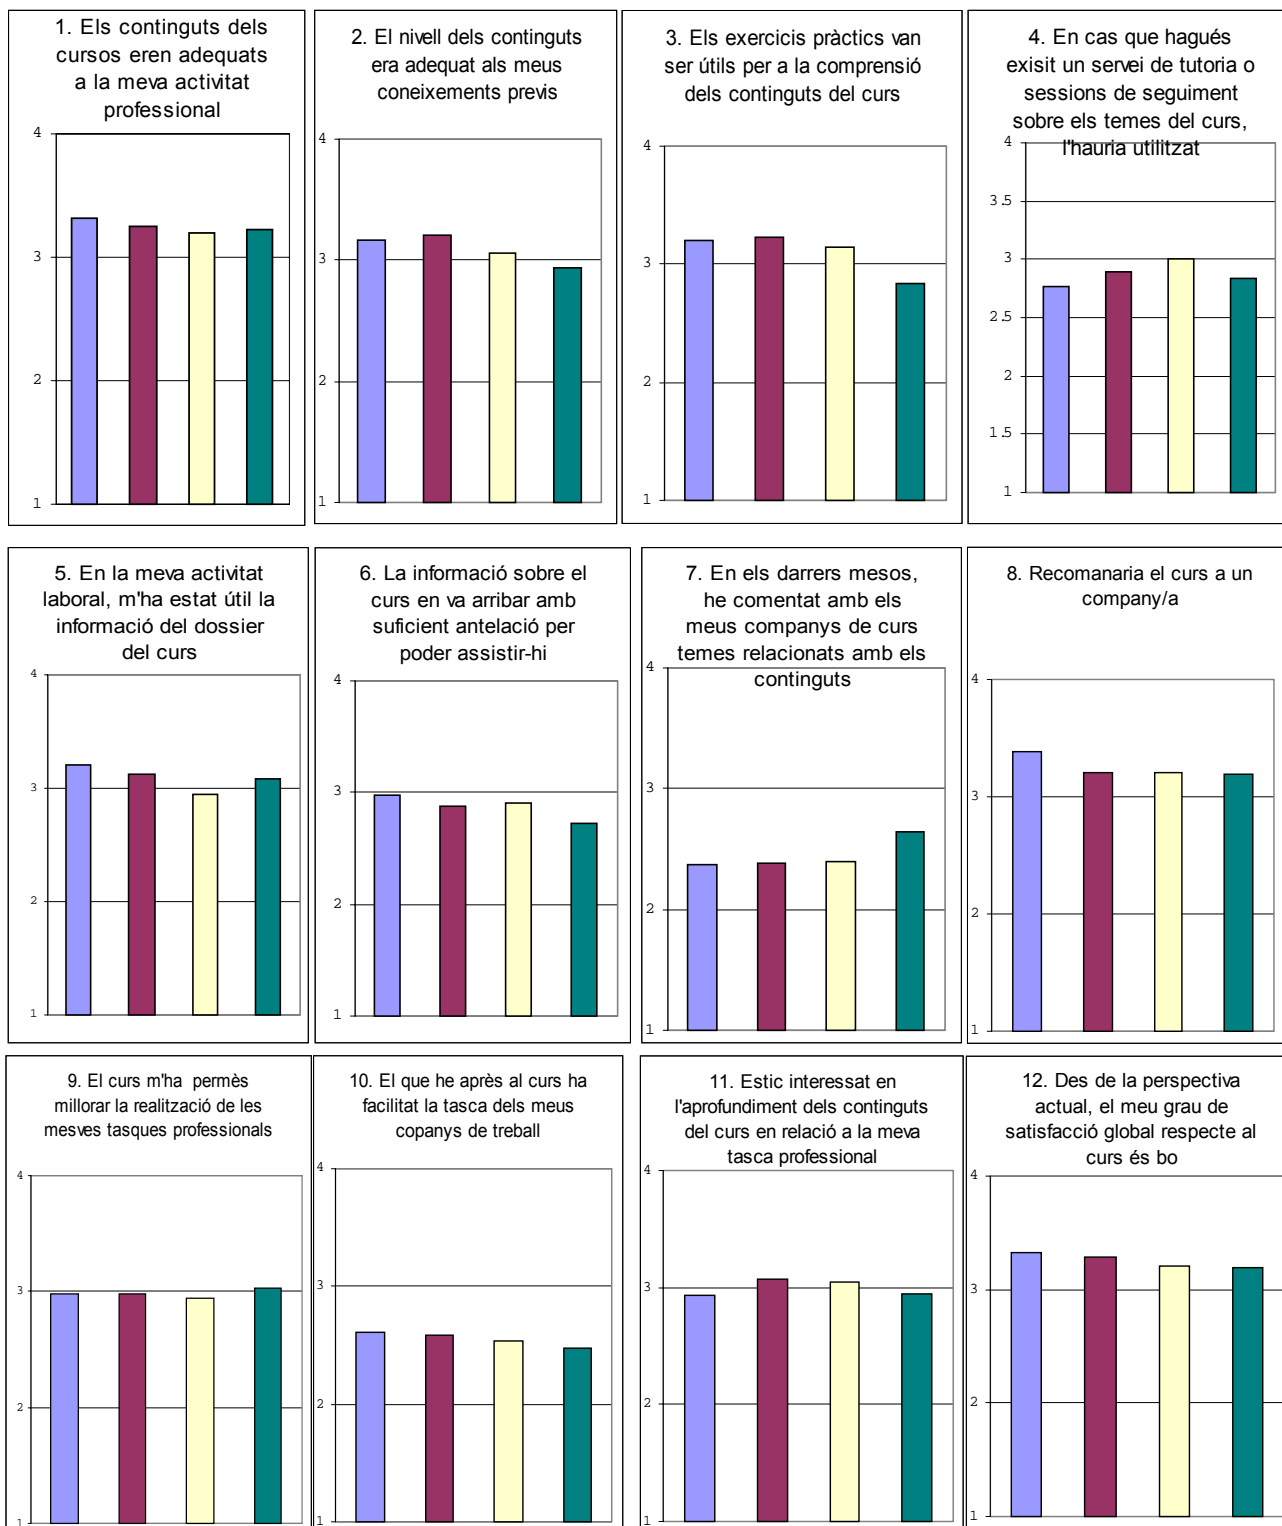 1. Els continguts dels
cursos eren adequats
a la meva activitat
professional
4
3
2
1
2. El nivell dels continguts
era adequat als meus
coneixements previs
4
3
2
1
3. Els exercicis pràctics van
ser útils per a la comprensió
dels continguts del curs
4
3
2
1
4. En cas que hagués
exisit un servei de tutoria o
sessions de seguiment
sobre els temes del curs,
l'hauria utilitzat
4
3.5
3
2.5
2
1.5
1
5. En la meva activitat
laboral, m'ha estat útil la
informació del dossier
del curs
4
3
2
1
6. La informació sobre el
curs en va arribar amb
suficient antelació per
poder assistir-hi
4
3
2
1
7. En els darrers mesos,
he comentat amb els
meus companys de curs
temes relacionats amb els
continguts
4
3
2
1
8. Recomanaria el curs a un
company/a
4
3
2
1
9. El curs m'ha permès
millorar la realització de les
mesves tasques professionals
4
3
2
1
10. El que he après al curs ha
facilitat la tasca dels meus
copanys de treball
4
3
2
1
11. Estic interessat en
l'aprofundiment dels continguts
del curs en relació a la meva
tasca professional
4
3
2
1
12. Des de la perspectiva
actual, el meu grau de
satisfacció global respecte al
curs és bo
4
3
2
1